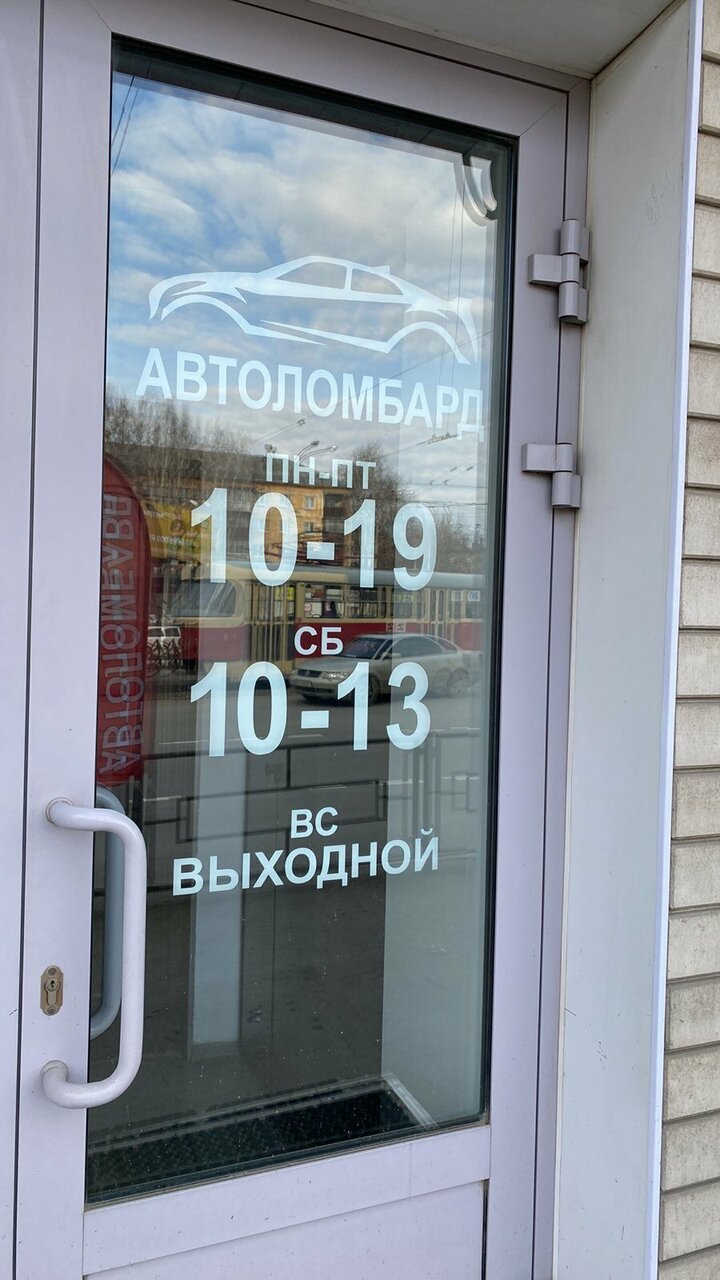 АВТОЛОМБАРД
ПН-ПТ
10-19
СБ
10-13
ВС
ВЫХОДНОЙ